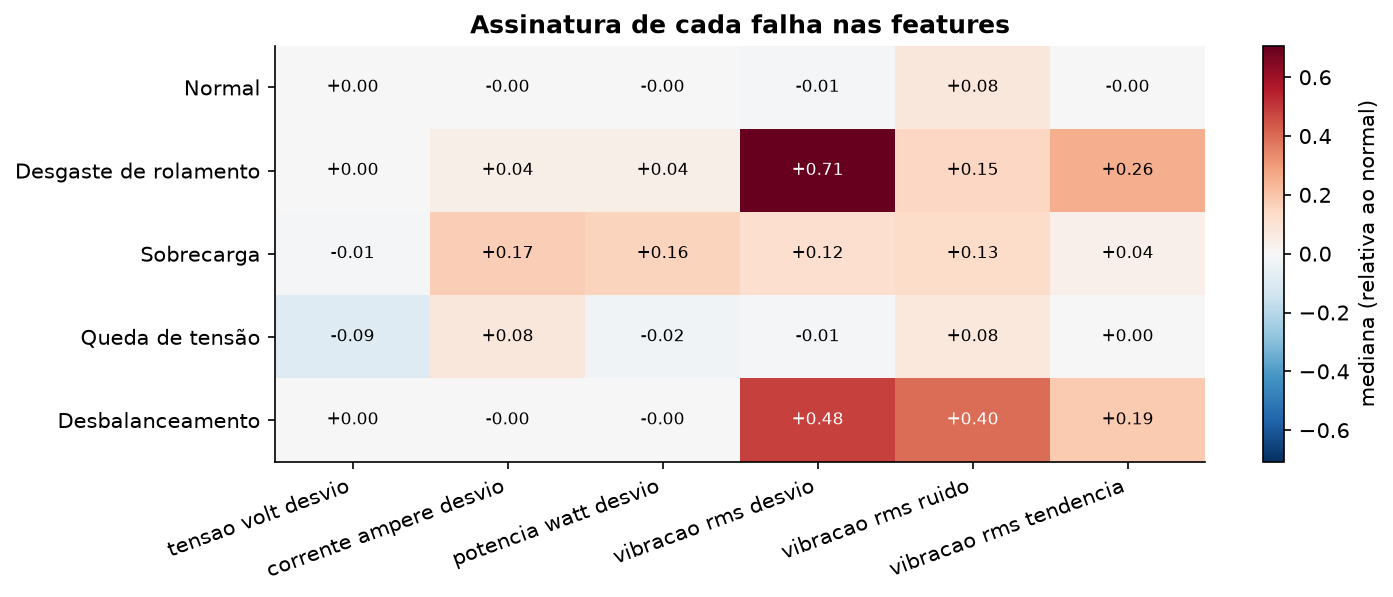 Assinatura de cada falha nas features
Normal +0.00 -0.00 -0.00 -0.01 +0.08 -0.00
Desgaste de rolamento +0.00 +0.04 +0.04 +0.71 +0.15 +0.26
Sobrecarga -0.01 +0.17 +0.16 +0.12 +0.13 +0.04
Queda de tensão -0.09 +0.08 -0.02 -0.01 +0.08 +0.00
Desbalanceamento +0.00 -0.00 -0.00 +0.48 +0.40 +0.19
tensao volt desvio
corrente ampere desvio
potencia watt desvio
vibracao rms desvio
vibracao rms ruido
vibracao rms tendencia
0.6
0.4
0.2
0.0
−0.2
−0.4
−0.6
mediana (relativa ao normal)